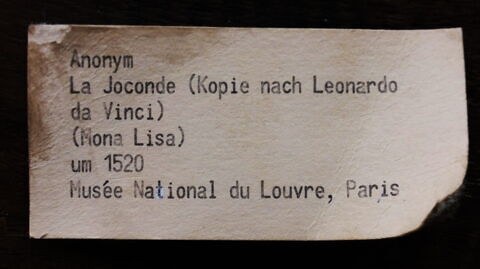 Anonym
La Joconde (Kopie nach Leonardo
da Vinci)
(Mona Lisa)
um 1520
Musée National du Louvre, Paris